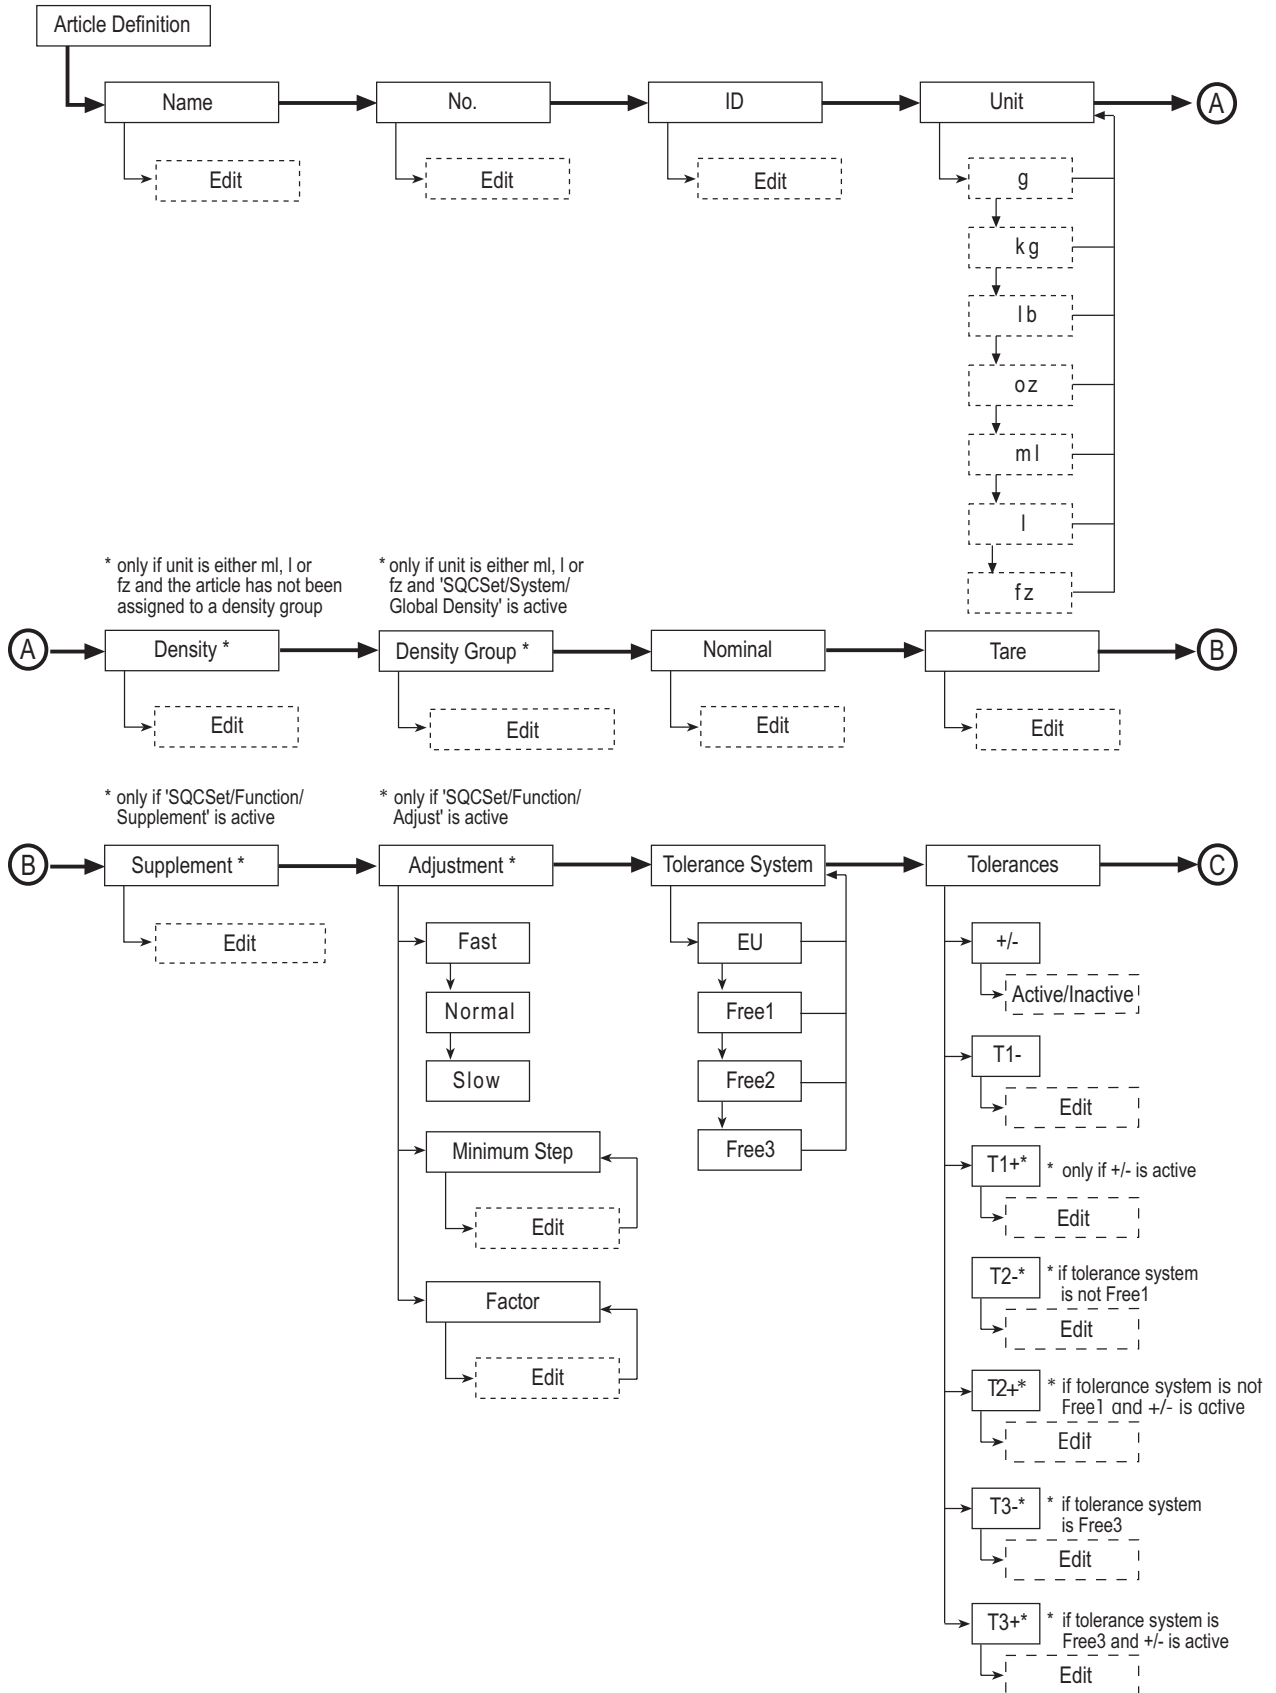 Article Definition
Name
No.
ID
Unit
A
Edit
Edit
Edit
g
kg
lb
oz
ml
l
fz
* only if unit is either ml, l or
fz and the article has not been
assigned to a density group
* only if unit is either ml, l or
fz and 'SQCSet/System/
Global Density' is active
A
Density *
Density Group *
Nominal
Tare
B
Edit
Edit
Edit
Edit
* only if 'SQCSet/Function/
Supplement' is active
* only if 'SQCSet/Function/
Adjust' is active
B
Supplement *
Adjustment *
Tolerance System
Tolerances
C
Edit
Fast
Normal
Slow
Minimum Step
Edit
Factor
Edit
EU
Free1
Free2
Free3
+/-
Active/Inactive
T1-
Edit
T1+*
* only if +/- is active
Edit
T2-*
* if tolerance system
is not Free1
Edit
T2+*
* if tolerance system is not
Free1 and +/- is active
Edit
T3-*
* if tolerance system
is Free3
Edit
T3+*
* if tolerance system is
Free3 and +/- is active
Edit